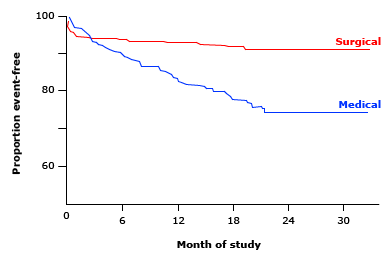 100
Surgical
80
Medical
60
Proportion event-free
0 6 12 18 24 30
Month of study